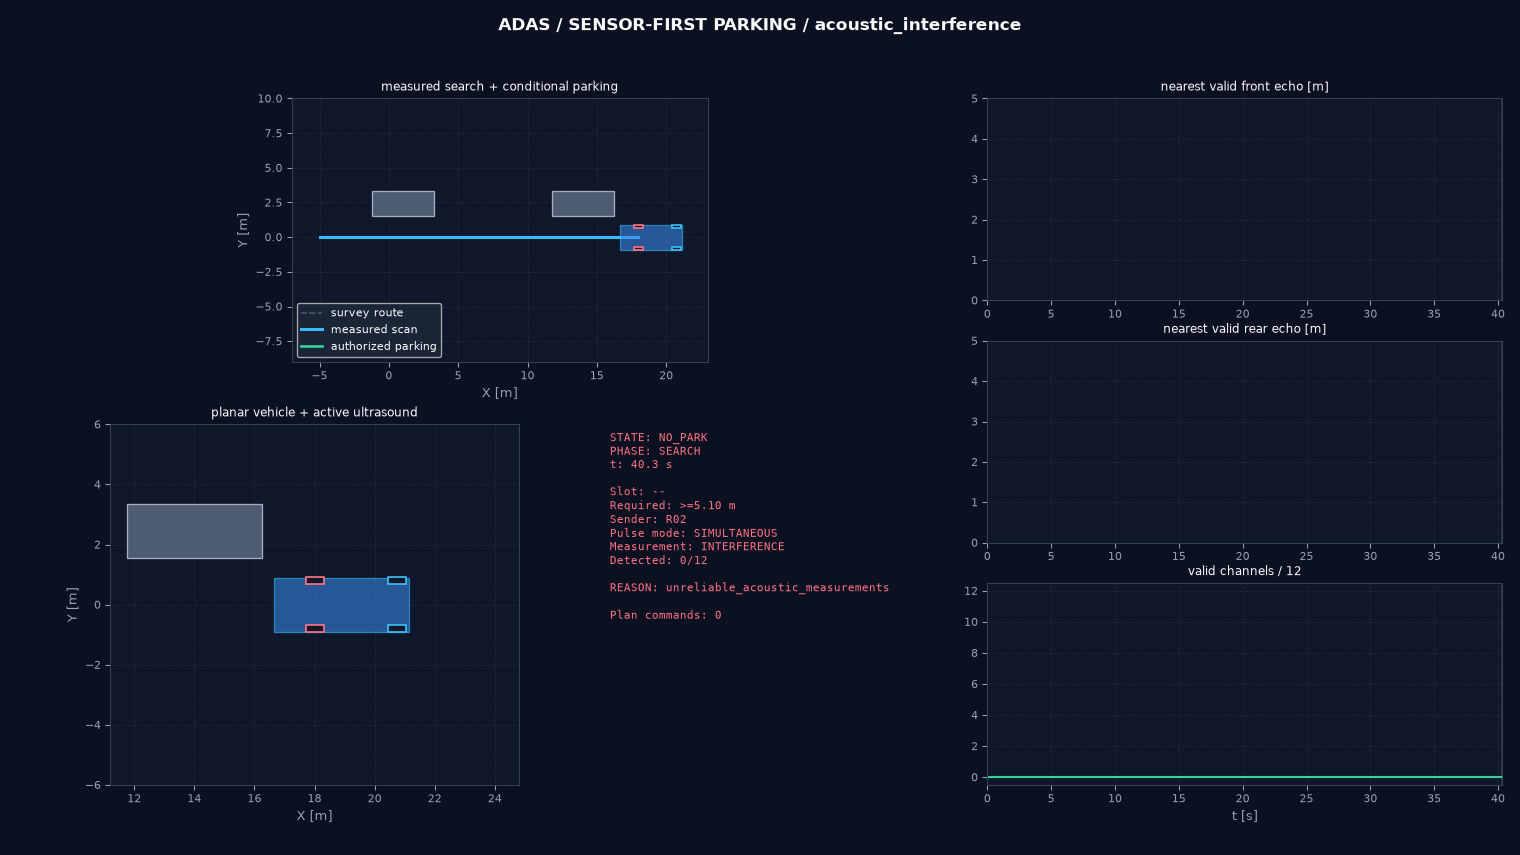 ADAS / SENSOR-FIRST PARKING / acoustic_interference
measured search + conditional parking
10.0
7.5
5.0
2.5
0.0
−2.5
−5.0
−7.5
Y [m]
survey route
measured scan
authorized parking
−5
0
5
10
15
20
X [m]
planar vehicle + active ultrasound
6
4
2
0
−2
−4
−6
Y [m]
12
14
16
18
20
22
24
X [m]
STATE: NO_PARK
PHASE: SEARCH
t: 40.3 s
Slot: --
Required: >=5.10 m
Sender: R02
Pulse mode: SIMULTANEOUS
Measurement: INTERFERENCE
Detected: 0/12
REASON: unreliable_acoustic_measurements
Plan commands: 0
nearest valid front echo [m]
5
4
3
2
1
0
0
5
10
15
20
25
30
35
40
nearest valid rear echo [m]
5
4
3
2
1
0
0
5
10
15
20
25
30
35
40
valid channels / 12
12
10
8
6
4
2
0
0
5
10
15
20
25
30
35
40
t [s]